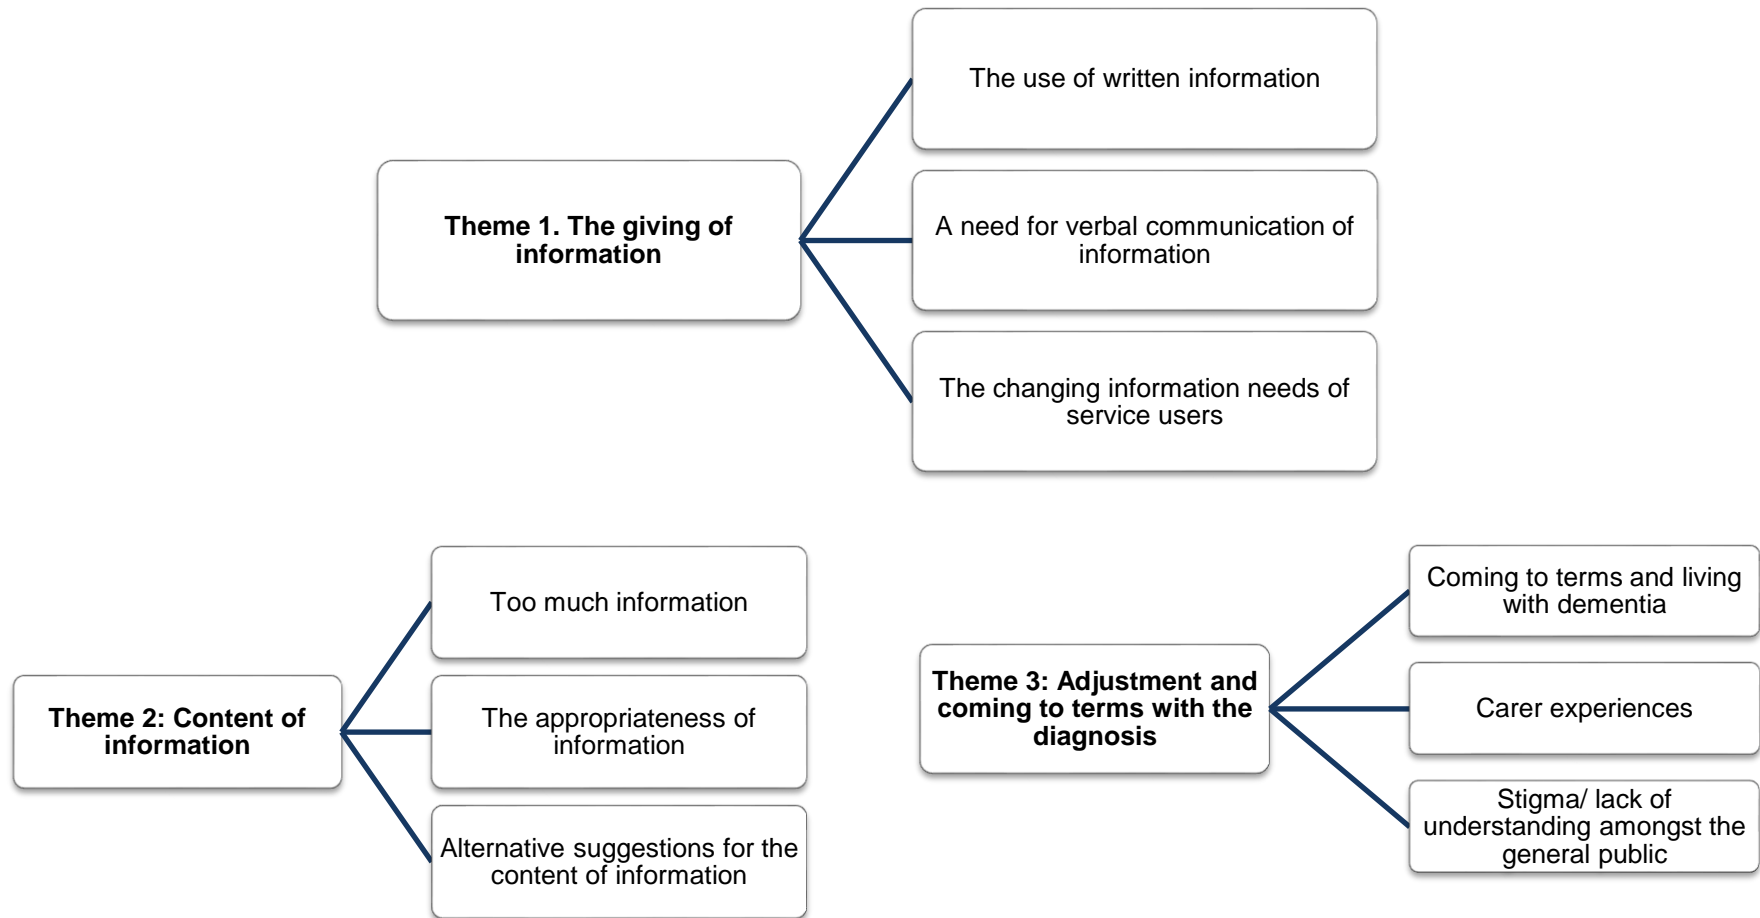 The use of written information
Theme 1. The giving of
information
A need for verbal communication of
information
The changing information needs of
service users
Theme 2: Content of
information
Too much information
The appropriateness of
information
Alternative suggestions for the
content of information
Theme 3: Adjustment and
coming to terms with the
diagnosis
Coming to terms and living
with dementia
Carer experiences
Stigma/ lack of
understanding amongst the
general public